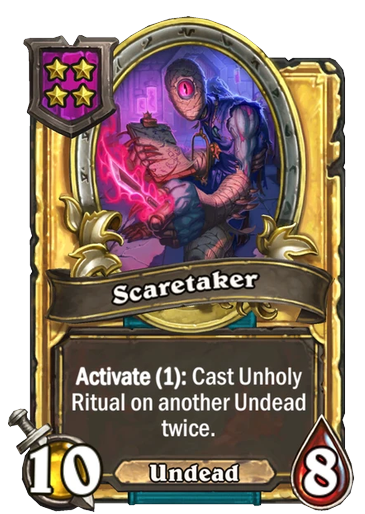 Scaretaker
Activate (1): Cast Unholy
Ritual on another Undead
twice.
10
Undead
8